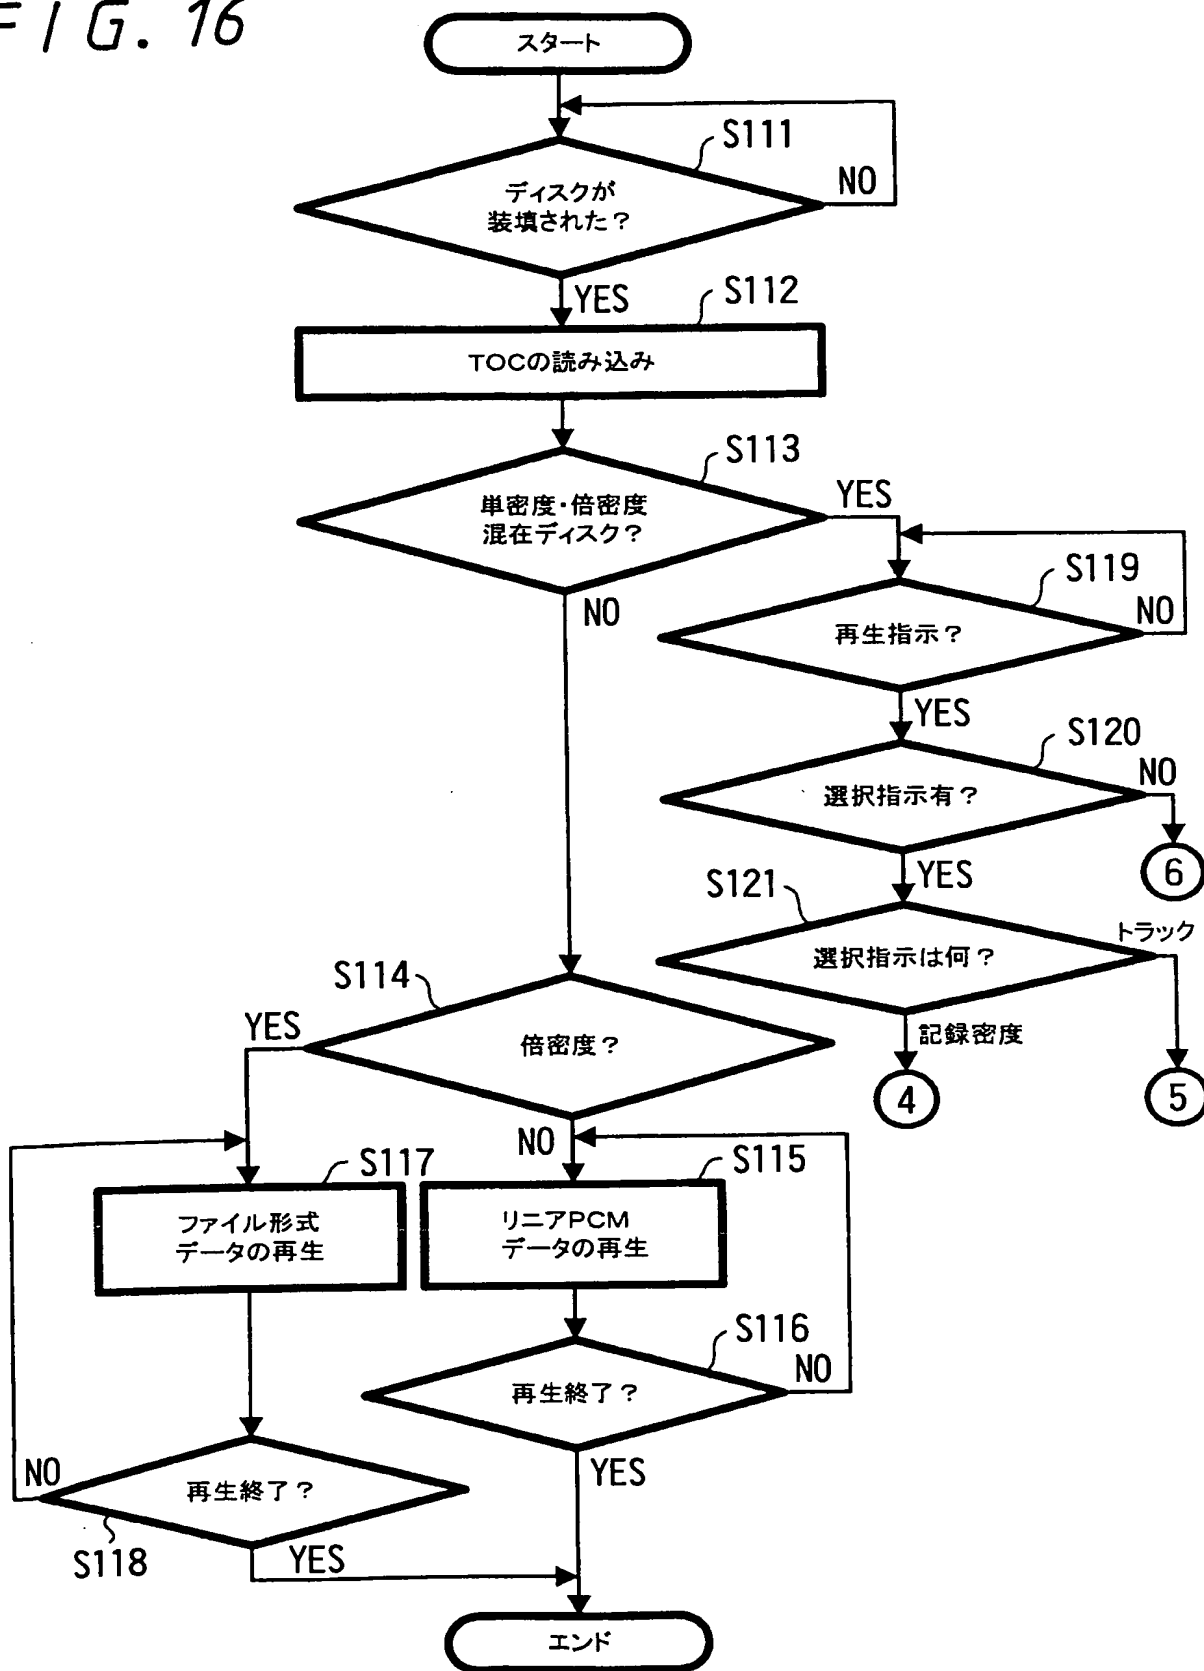 FIG. 16
スタート
S111
ディスクが
装填された？
NO
YES
S112
TOCの読み込み
S113
単密度・倍密度
混在ディスク？
YES
NO
S119
再生指示？
NO
YES
S120
選択指示有？
NO
6
YES
S121
選択指示は何？
トラック
5
記録密度
4
S114
倍密度？
YES
NO
S117
ファイル形式
データの再生
S115
リニアPCM
データの再生
S116
再生終了？
NO
YES
S118
再生終了？
NO
YES
エンド